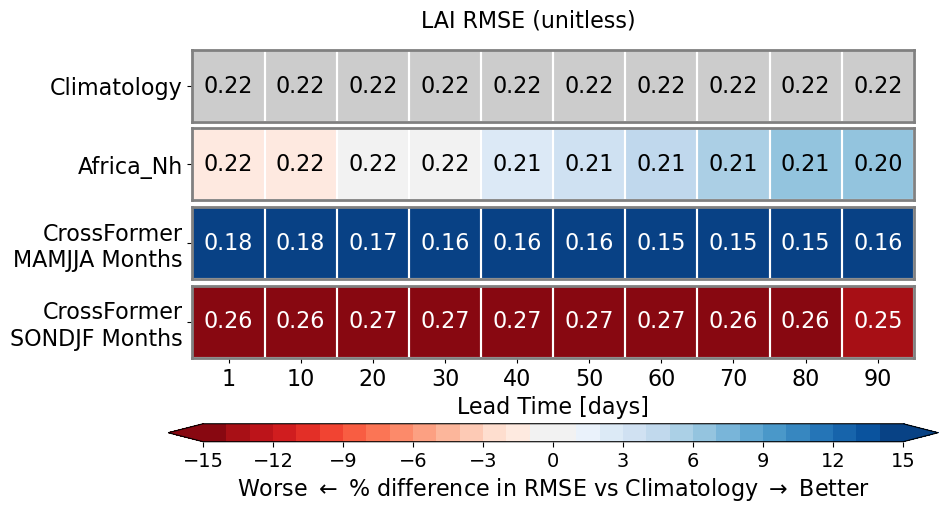 LAI RMSE (unitless)
Climatology 0.22 0.22 0.22 0.22 0.22 0.22 0.22 0.22 0.22 0.22
Africa_Nh 0.22 0.22 0.22 0.22 0.21 0.21 0.21 0.21 0.21 0.20
CrossFormer
MAMJJA Months 0.18 0.18 0.17 0.16 0.16 0.16 0.15 0.15 0.15 0.16
CrossFormer
SONDJF Months 0.26 0.26 0.27 0.27 0.27 0.27 0.27 0.26 0.26 0.25
1 10 20 30 40 50 60 70 80 90
Lead Time [days]
−15 −12 −9 −6 −3 0 3 6 9 12 15
Worse ← % difference in RMSE vs Climatology → Better